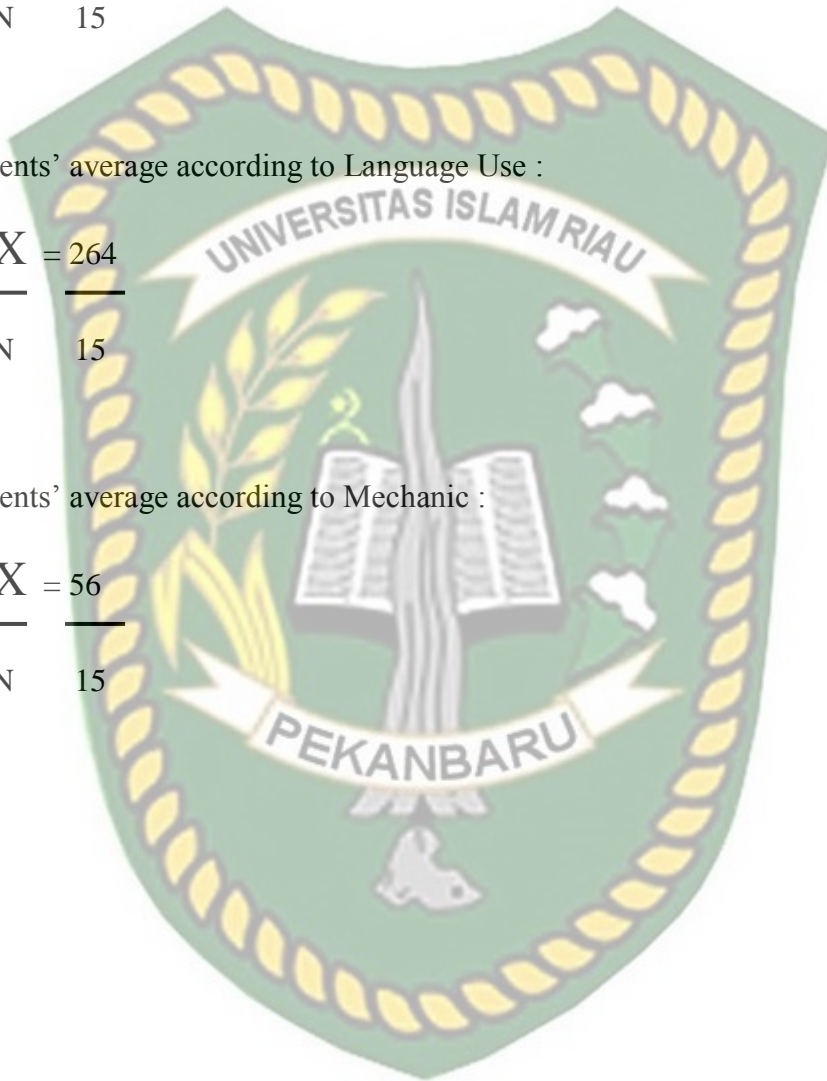 N 15
ents’ average according to Language Use :
UNIVERSITAS ISLAM RIAU
X = 264
N 15
ents’ average according to Mechanic :
X = 56
N 15
PEKANBARU